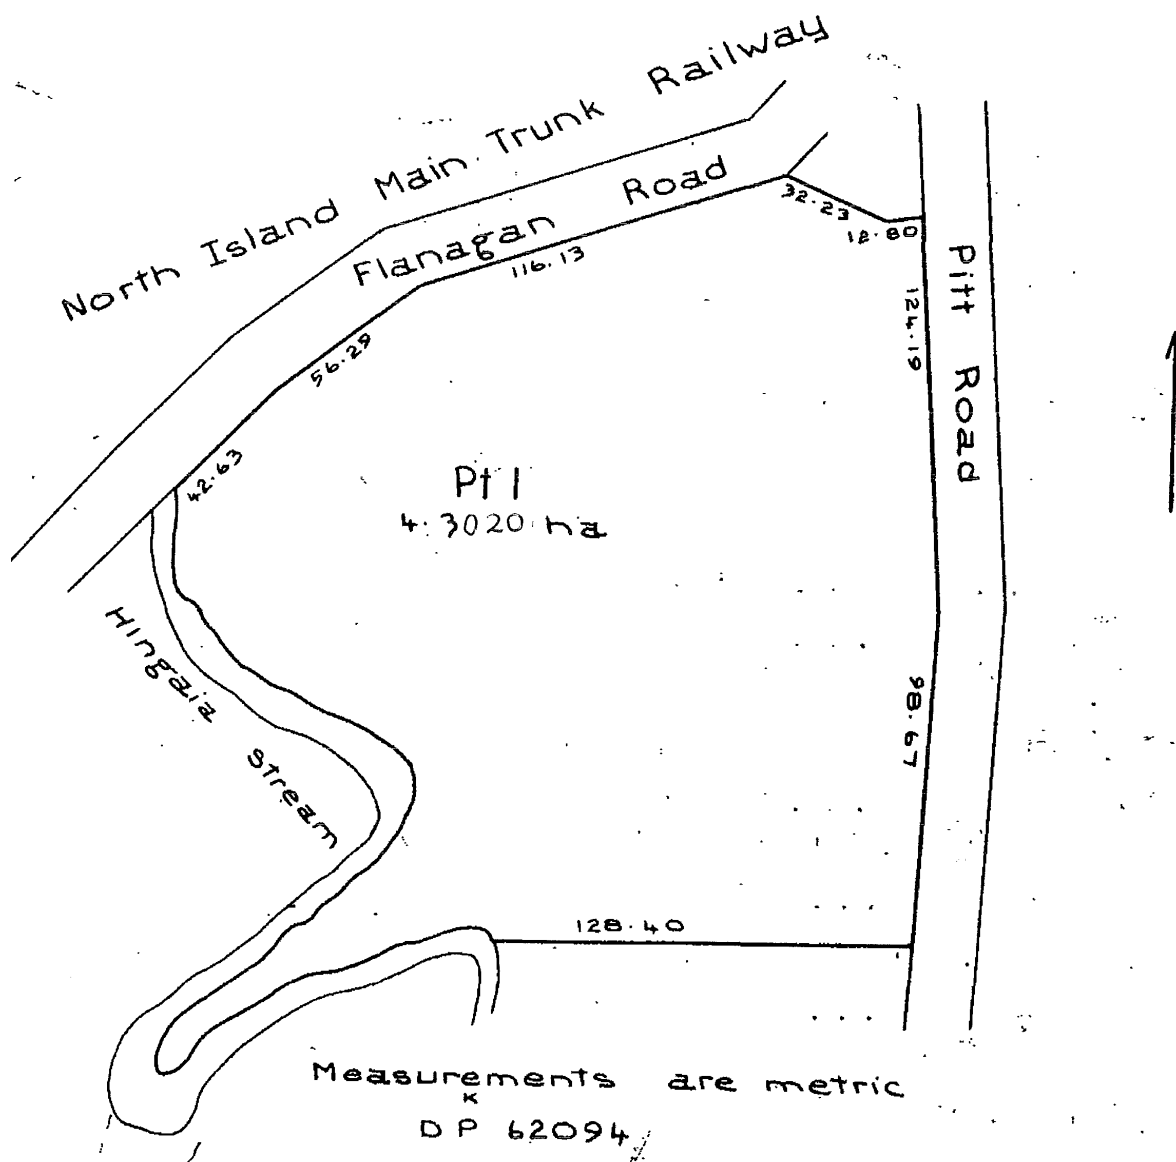 North Island Main Trunk Railway
Flanagan Road
32.23
12.80
116.13
Pitt Road
124.19
56.29
42.63
Pt 1
4.3020 ha
Hingaia Stream
98.67
128.40
Measurements are metric
K
DP 62094